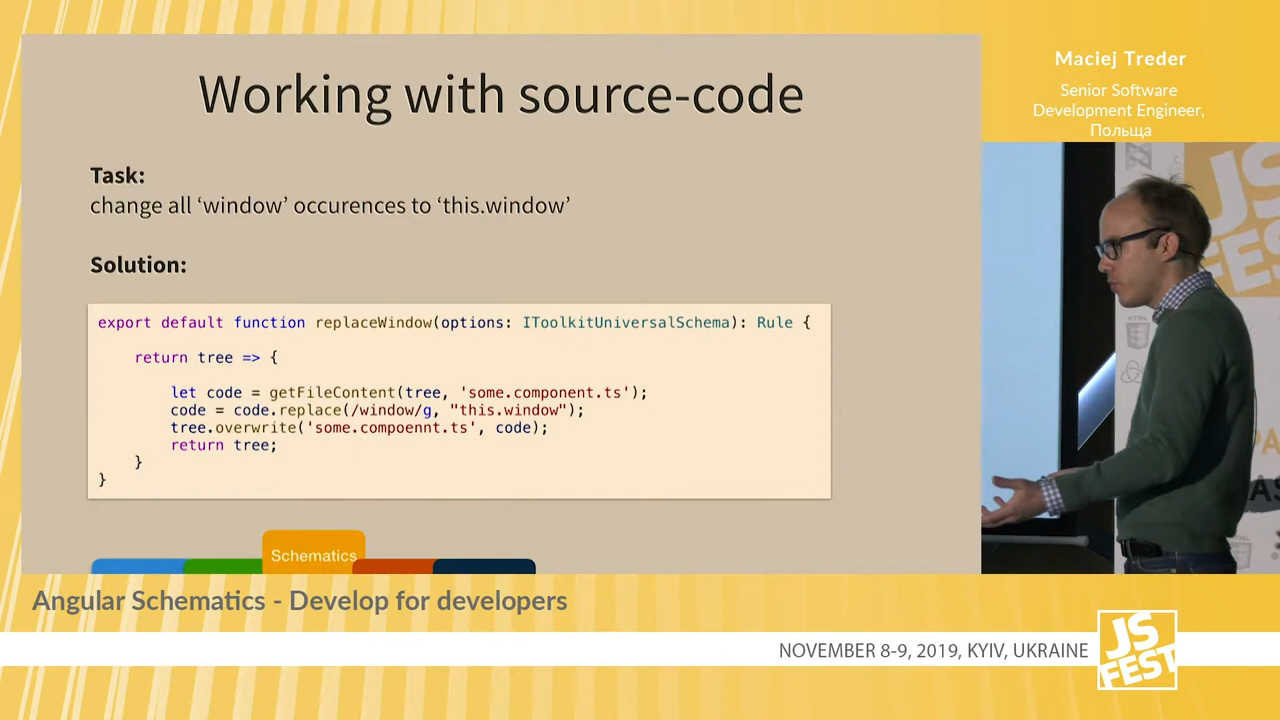 Working with source-code
Task:
change all ‘window’ occurences to ‘this.window’
Solution:
export default function replaceWindow(options: IToolkitUniversalSchema): Rule {
return tree => {
let code = getFileContent(tree, 'some.component.ts');
code = code.replace(/window/g, "this.window");
tree.overwrite('some.compoennt.ts', code);
return tree;
}
}
Schematics
Maciej Treder
Senior Software
Development Engineer,
Польща
JS
FES
HTML
Angular Schematics - Develop for developers
NOVEMBER 8-9, 2019, KYIV, UKRAINE
JS
FEST